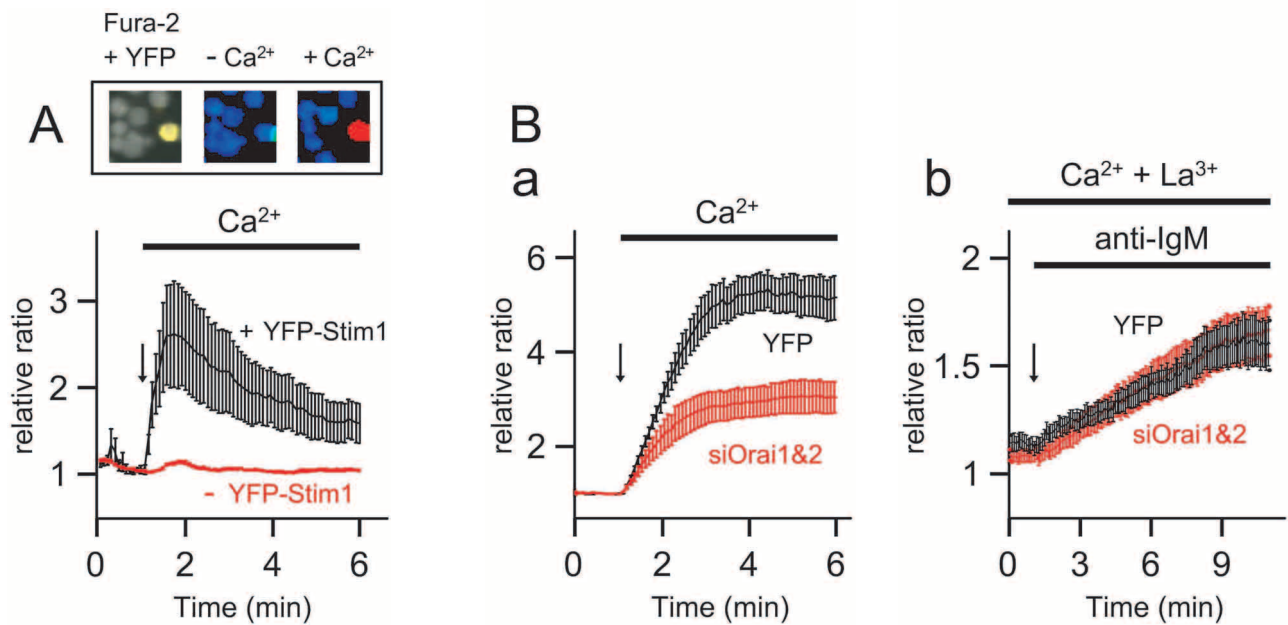 Fura-2
+ YFP
- Ca²⁺
+ Ca²⁺
A
Ca²⁺
3
2
1
relative ratio
+ YFP-Stim1
- YFP-Stim1
0
2
4
6
Time (min)
B
a
Ca²⁺
6
4
2
relative ratio
YFP
siOrai1&2
0
2
4
6
Time (min)
b
Ca²⁺ + La³⁺
anti-IgM
2
1.5
1
relative ratio
YFP
siOrai1&2
0
3
6
9
Time (min)